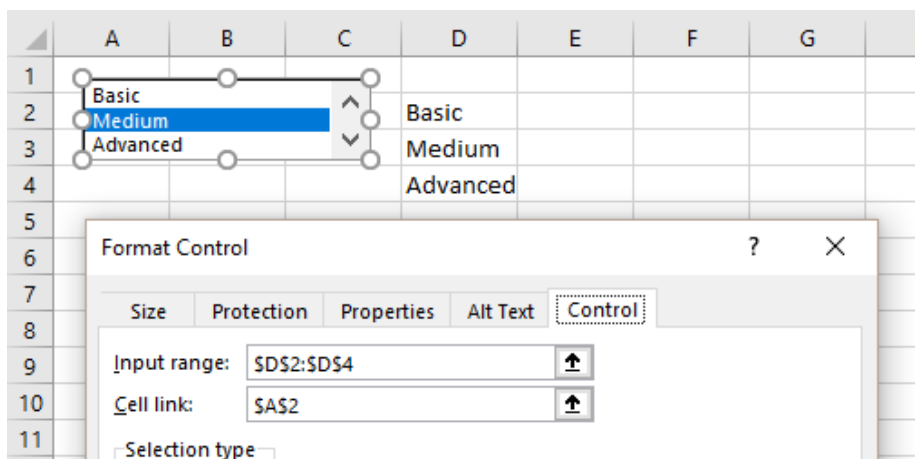 A B C D E F G
1
Basic
2 Medium Basic
3 Advanced Medium
4 Advanced
5
6 Format Control ? ×
7 Size Protection Properties Alt Text Control
8
9 Input range: $D$2:$D$4
10 Cell link: $A$2
11 Selection type